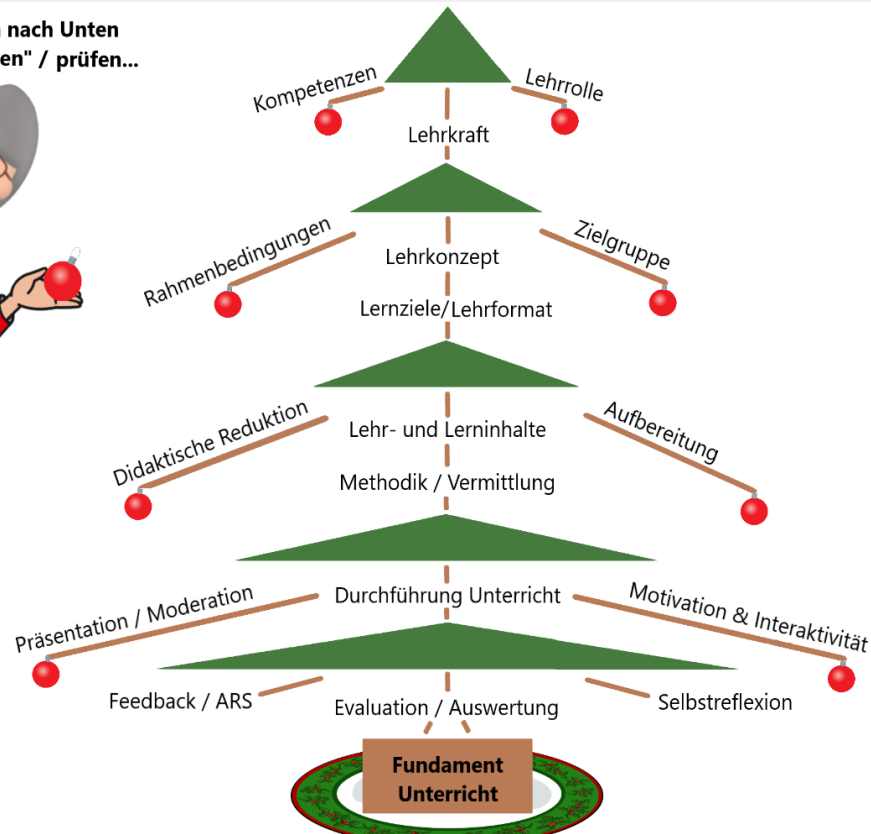 nach Unten
en" / prüfen...
Kompetenzen
Lehrrolle
Lehrkraft
Rahmenbedingungen
Lehrkonzept
Zielgruppe
Lernziele/Lehrformat
Didaktische Reduktion
Lehr- und Lerninhalte
Aufbereitung
Methodik / Vermittlung
Präsentation / Moderation
Durchführung Unterricht
Motivation & Interaktivität
Feedback / ARS
Evaluation / Auswertung
Selbstreflexion
Fundament
Unterricht